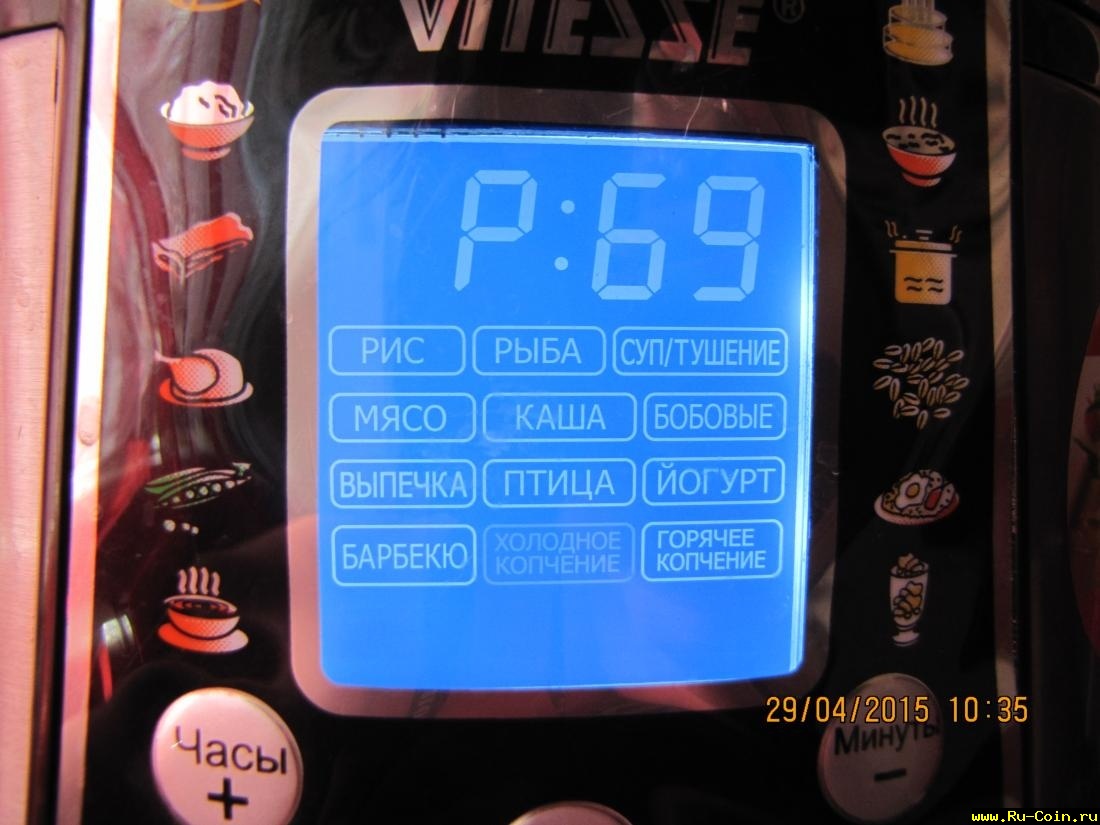 VITESSE®
P:69
РИС РЫБА СУП/ТУШЕНИЕ
МЯСО КАША БОБОВЫЕ
ВЫПЕЧКА ПТИЦА ЙОГУРТ
БАРБЕКЮ ХОЛОДНОЕ КОПЧЕНИЕ ГОРЯЧЕЕ КОПЧЕНИЕ
29/04/2015 10:35
Часы
+
Минуты
-
www.Ru-Coin.ru